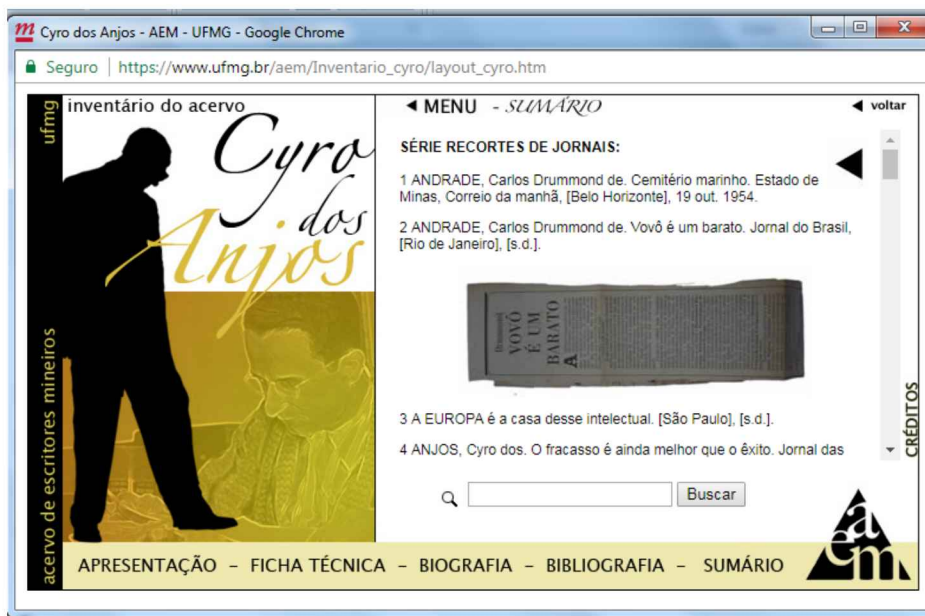 Cyro dos Anjos - AEM - UFMG - Google Chrome
Seguro | https://www.ufmg.br/aem/Inventario_cyro/layout_cyro.htm
ufmg
inventário do acervo
Cyro
dos
Anjos
acervo de escritores mineiros
MENU - SUMÁRIO
voltar
SÉRIE RECORTES DE JORNAIS:
1 ANDRADE, Carlos Drummond de. Cemitério marinho. Estado de
Minas, Correio da manhã, [Belo Horizonte], 19 out. 1954.
2 ANDRADE, Carlos Drummond de. Vovô é um barato. Jornal do Brasil,
[Rio de Janeiro], [s.d.].
Drummond
VOVÔ
É UM
BARATO
A
3 A EUROPA é a casa desse intelectual. [São Paulo], [s.d.].
4 ANJOS, Cyro dos. O fracasso é ainda melhor que o êxito. Jornal das
Buscar
CRÉDITOS
aem
APRESENTAÇÃO – FICHA TÉCNICA – BIOGRAFIA – BIBLIOGRAFIA – SUMÁRIO